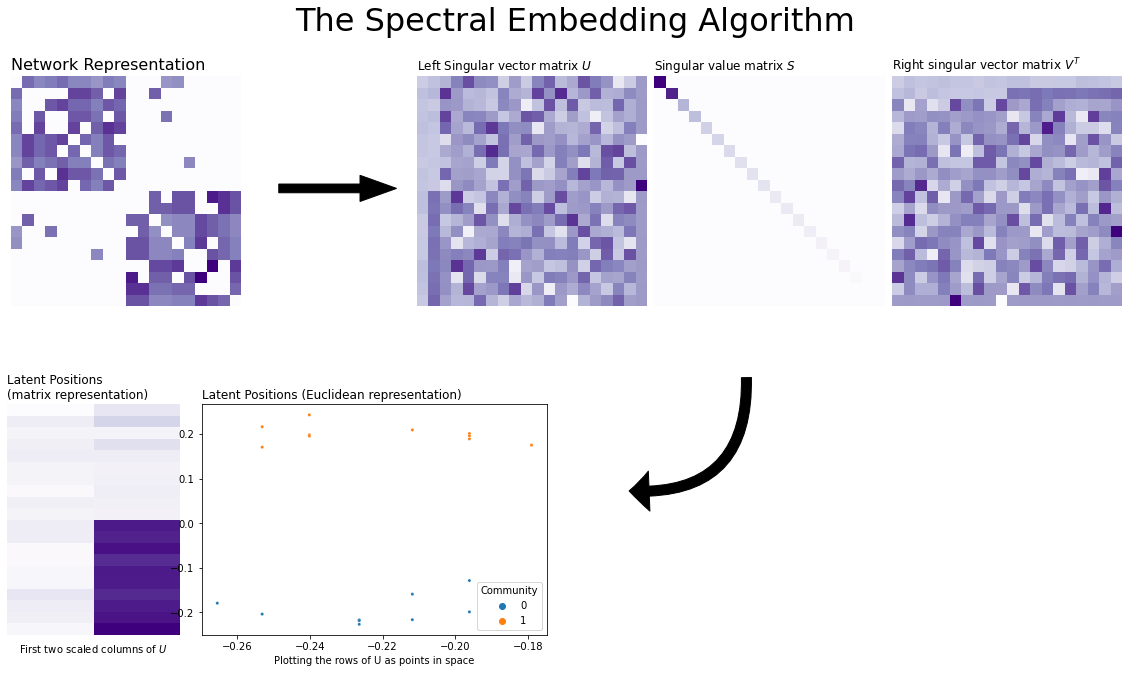 The Spectral Embedding Algorithm
Network Representation
Left Singular vector matrix U
Singular value matrix S
Right singular vector matrix V^T
Latent Positions
(matrix representation)
Latent Positions (Euclidean representation)
0.2
0.1
0.0
−0.1
−0.2
Community
0
1
−0.26
−0.24
−0.22
−0.20
−0.18
First two scaled columns of U
Plotting the rows of U as points in space